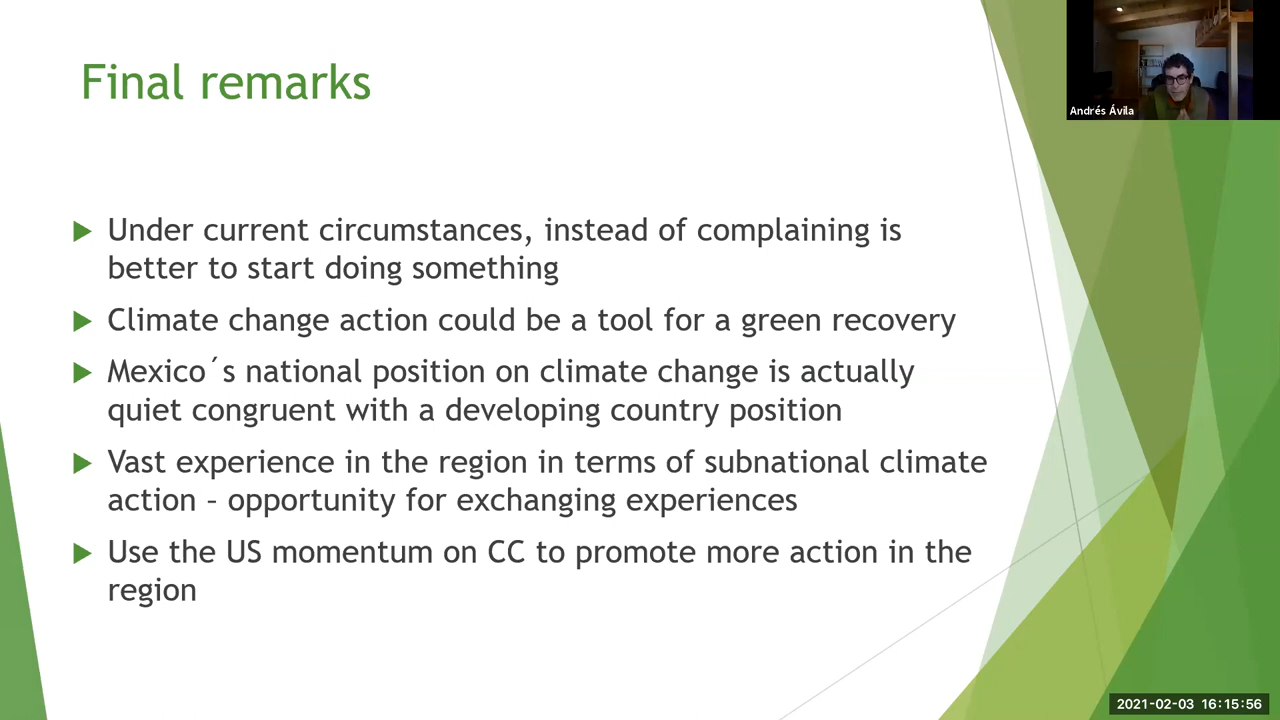 Final remarks
Andrés Ávila
Under current circumstances, instead of complaining is
better to start doing something
Climate change action could be a tool for a green recovery
Mexico´s national position on climate change is actually
quiet congruent with a developing country position
Vast experience in the region in terms of subnational climate
action – opportunity for exchanging experiences
Use the US momentum on CC to promote more action in the
region
2021-02-03 16:15:56